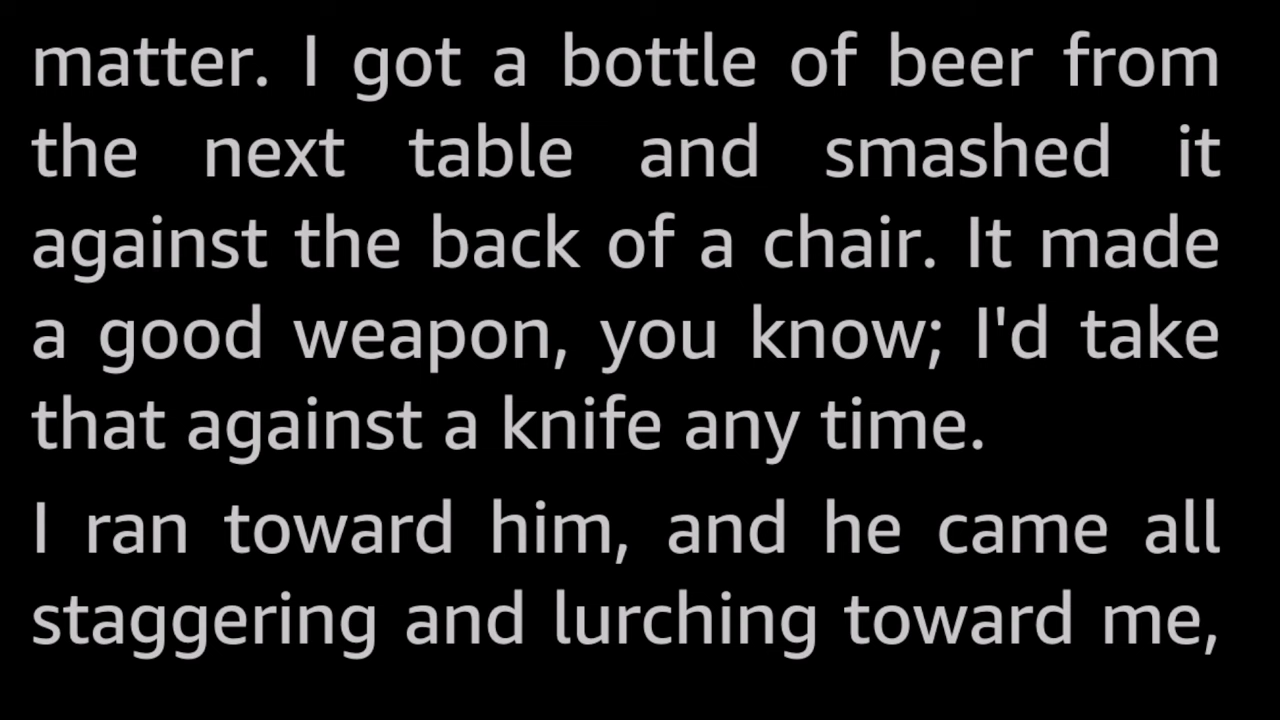 matter. I got a bottle of beer from
the next table and smashed it
against the back of a chair. It made
a good weapon, you know; I'd take
that against a knife any time.
I ran toward him, and he came all
staggering and lurching toward me,